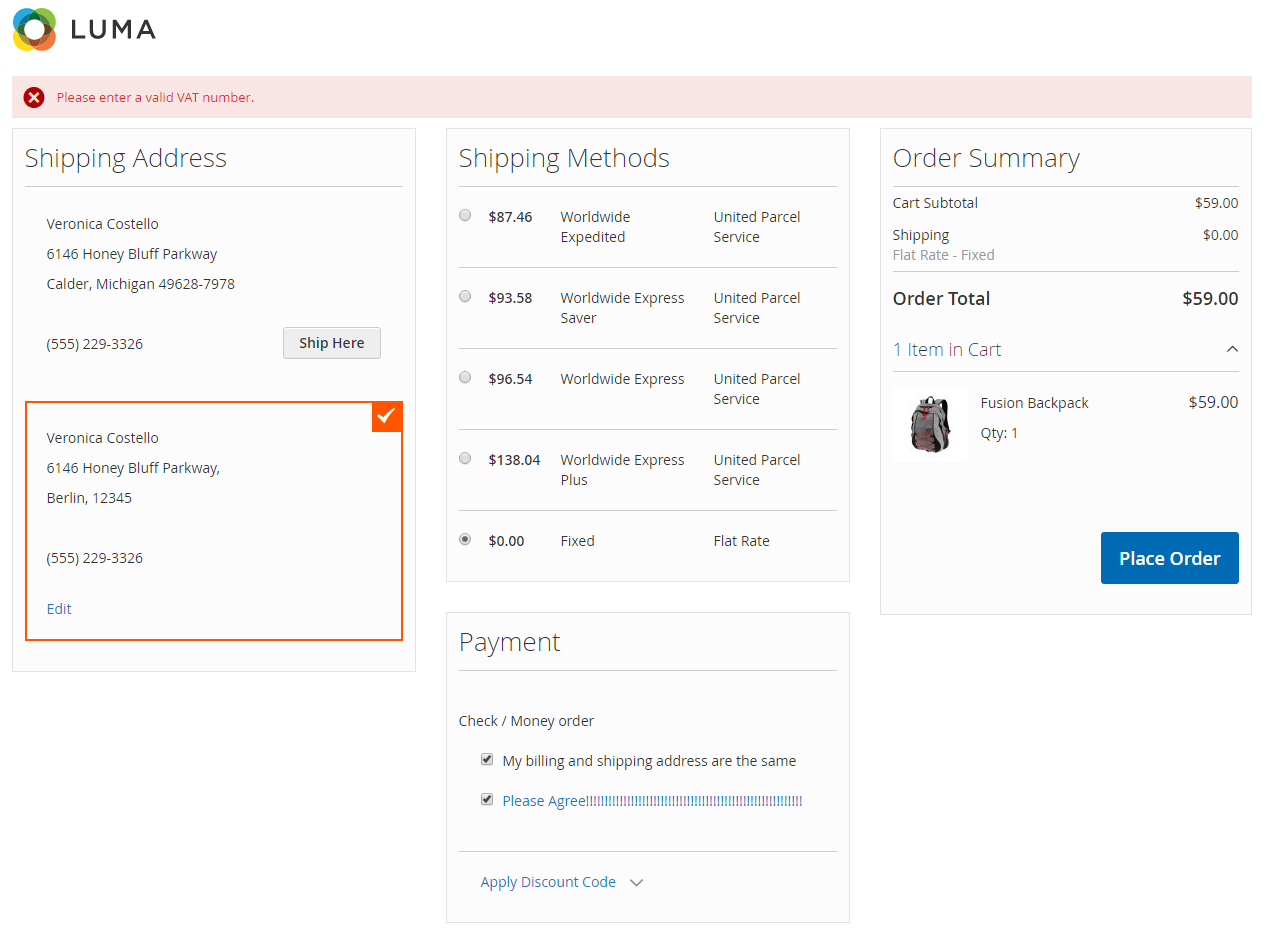 LUMA
Please enter a valid VAT number.
Shipping Address
Veronica Costello
6146 Honey Bluff Parkway
Calder, Michigan 49628-7978
(555) 229-3326
Ship Here
Veronica Costello
6146 Honey Bluff Parkway,
Berlin, 12345
(555) 229-3326
Edit
Shipping Methods
$87.46 Worldwide United Parcel
Expedited Service
$93.58 Worldwide Express United Parcel
Saver Service
$96.54 Worldwide Express United Parcel
Service
$138.04 Worldwide Express United Parcel
Plus Service
$0.00 Fixed Flat Rate
Payment
Check / Money order
My billing and shipping address are the same
Please Agree!!!!!!!!!!!!!!!!!!!!!!!!!!!!!!!!!!!!!!!!!!!!!!!!!!!!!!!!!!
Apply Discount Code
Order Summary
Cart Subtotal $59.00
Shipping $0.00
Flat Rate - Fixed
Order Total $59.00
1 Item in Cart
Fusion Backpack $59.00
Qty: 1
Place Order